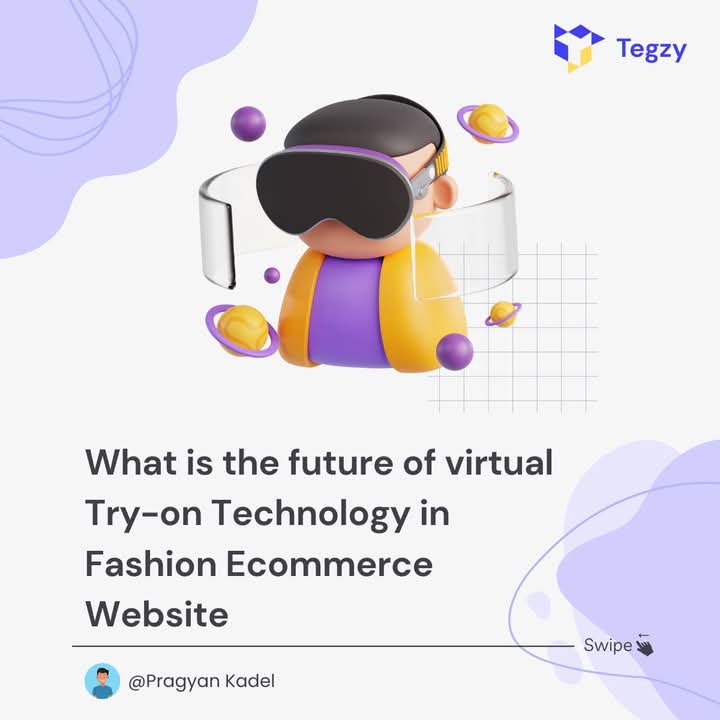 Tegzy
What is the future of virtual
Try-on Technology in
Fashion Ecommerce
Website
Swipe
@Pragyan Kadel